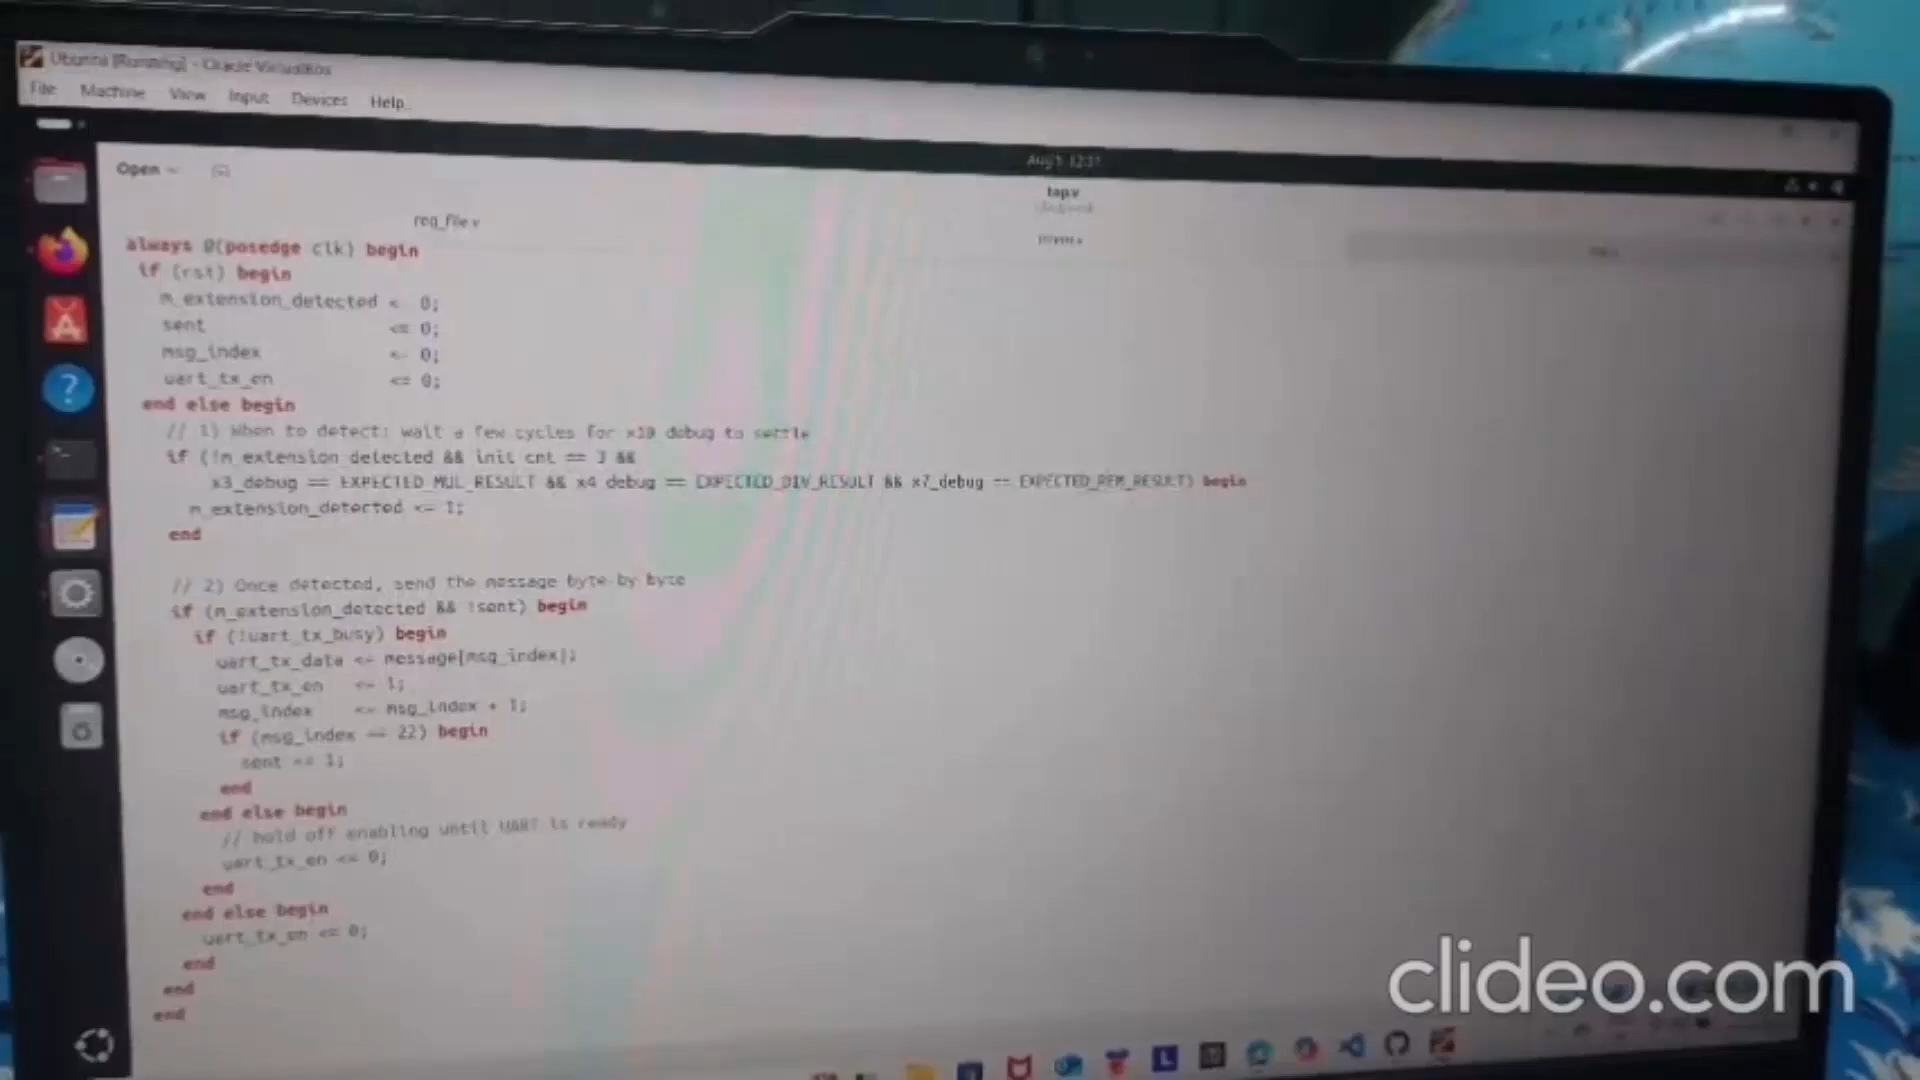 Ubuntu [Running] - Oracle VirtualBox
File Machine View Input Devices Help
Aug 5 12:31
Open
top.v
reg_file.v
always @(posedge clk) begin
if (rst) begin
m_extension_detected <= 0;
sent <= 0;
msg_index <= 0;
uart_tx_en <= 0;
end else begin
// 1) When to detect: wait a few cycles for x10 debug to settle
if (!m_extension_detected && init_cnt == 3 &&
x3_debug == EXPECTED_MUL_RESULT && x4_debug == EXPECTED_DIV_RESULT && x7_debug == EXPECTED_REM_RESULT) begin
m_extension_detected <= 1;
end
// 2) Once detected, send the message byte-by-byte
if (m_extension_detected && !sent) begin
if (!uart_tx_busy) begin
uart_tx_data <= message[msg_index];
uart_tx_en <= 1;
msg_index <= msg_index + 1;
if (msg_index == 22) begin
sent <= 1;
end
end else begin
// hold off enabling until UART is ready
uart_tx_en <= 0;
end
end else begin
uart_tx_en <= 0;
end
end
end
clideo.com